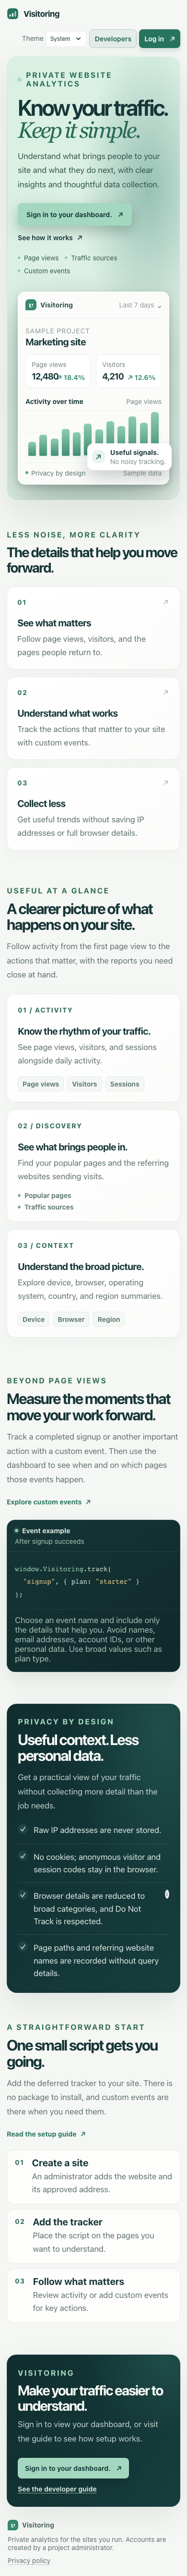 Visitoring
Theme System Developers Log in
PRIVATE WEBSITE
ANALYTICS
Know your traffic.
Keep it simple.
Understand what brings people to your
site and what they do next, with clear
insights and thoughtful data collection.
Sign in to your dashboard.
See how it works
Page views Traffic sources
Custom events
Visitoring Last 7 days
SAMPLE PROJECT
Marketing site
Page views
12,480 18.4%
Visitors
4,210 12.6%
Activity over time Page views
Useful signals.
No noisy tracking.
Privacy by design Sample data
LESS NOISE, MORE CLARITY
The details that help you move
forward.
01
See what matters
Follow page views, visitors, and the
pages people return to.
02
Understand what works
Track the actions that matter to your site
with custom events.
03
Collect less
Get useful trends without saving IP
addresses or full browser details.
USEFUL AT A GLANCE
A clearer picture of what
happens on your site.
Follow activity from the first page view to the
actions that matter, with the reports you need
close at hand.
01 / ACTIVITY
Know the rhythm of your traffic.
See page views, visitors, and sessions
alongside daily activity.
Page views Visitors Sessions
02 / DISCOVERY
See what brings people in.
Find your popular pages and the referring
websites sending visits.
Popular pages
Traffic sources
03 / CONTEXT
Understand the broad picture.
Explore device, browser, operating
system, country, and region summaries.
Device Browser Region
BEYOND PAGE VIEWS
Measure the moments that
move your work forward.
Track a completed signup or another important
action with a custom event. Then use the
dashboard to see when and on which pages
those events happen.
Explore custom events
Event example
After signup succeeds
window.Visitoring.track(
"signup", { plan: "starter" }
);
Choose an event name and include only
the details that help you. Avoid names,
email addresses, account IDs, or other
personal data. Use broad values such as
plan type.
PRIVACY BY DESIGN
Useful context. Less
personal data.
Get a practical view of your traffic
without collecting more detail than the
job needs.
Raw IP addresses are never stored.
No cookies; anonymous visitor and
session codes stay in the browser.
Browser details are reduced to
broad categories, and Do Not
Track is respected.
Page paths and referring website
names are recorded without query
details.
A STRAIGHTFORWARD START
One small script gets you
going.
Add the deferred tracker to your site. There is
no package to install, and custom events are
there when you need them.
Read the setup guide
01 Create a site
An administrator adds the website and
its approved address.
02 Add the tracker
Place the script on the pages you
want to understand.
03 Follow what matters
Review activity or add custom events
for key actions.
VISITORING
Make your traffic easier to
understand.
Sign in to view your dashboard, or visit
the guide to see how setup works.
Sign in to your dashboard.
See the developer guide
Visitoring
Private analytics for the sites you run. Accounts are
created by a project administrator.
Privacy policy